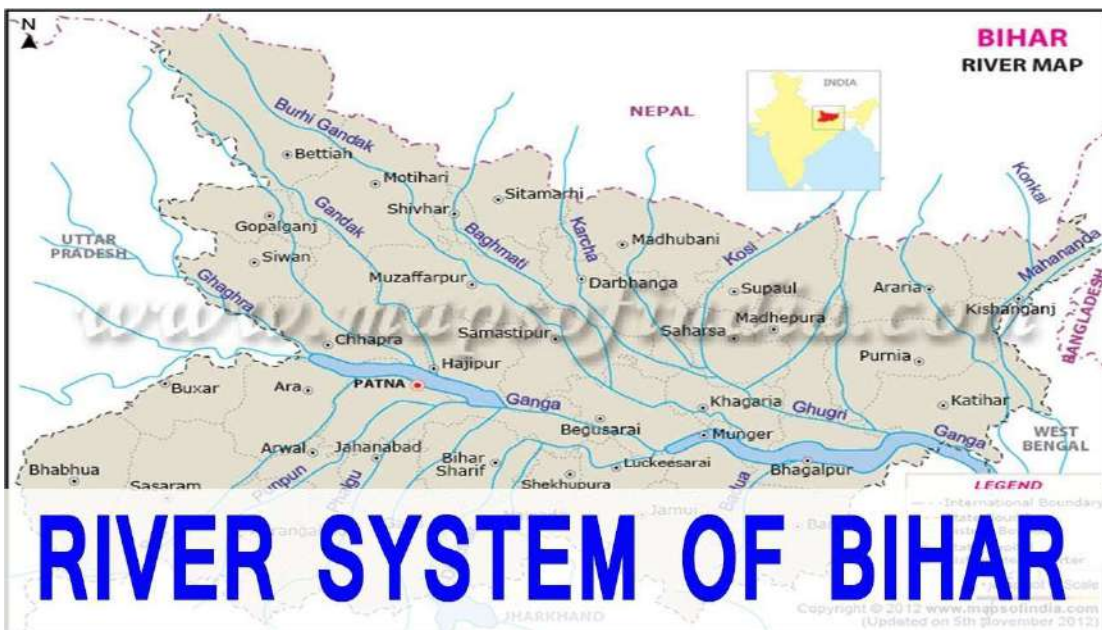 N
BIHAR
RIVER MAP
INDIA
NEPAL
Burhi Gandak
Bettiah
Motihari
Sitamarhi
Shivhar
Konkai
Gopalganj
Gandak
Karcha
Madhubani
Kosi
Mahananda
UTTAR
PRADESH
Siwan
Baghmati
Muzaffarpur
Darbhanga
Supaul
Araria
Kishanganj
Ghaghra
www.mapsofindia.com
BANGLADESH
Chhapra
Samastipur
Saharsa
Madhepura
Purnia
Hajipur
Buxar
Ara
PATNA
Ganga
Khagaria
Ghugri
Katihar
Begusarai
Munger
Ganga
WEST
BENGAL
Arwal
Jahanabad
Bihar
Sharif
Luckeesarai
Bhagalpur
Bhabhua
Sasaram
Punpun
Phalgu
Shekhupura
Badua
LEGEND
International Boundary
Jamui
RIVER SYSTEM OF BIHAR
JHARKHAND
Copyright © 2012 www.mapsofindia.com
(Updated on 5th November 2012)